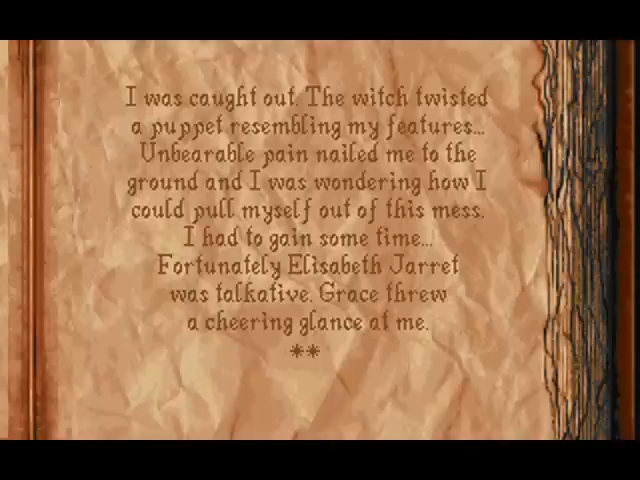 I was caught out. The witch twisted
a puppet resembling my features...
Unbearable pain nailed me to the
ground and I was wondering how I
could pull myself out of this mess.
I had to gain some time...
Fortunately Elisabeth Jarret
was talkative. Grace threw
a cheering glance at me.
**